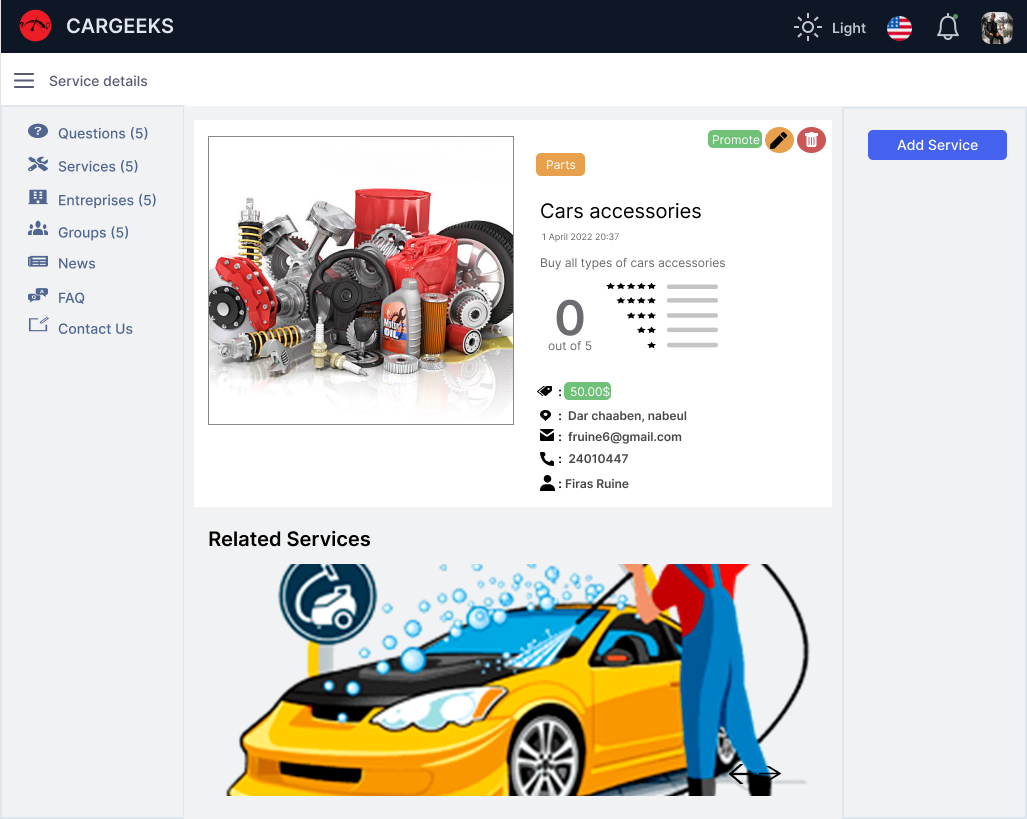 CARGEEKS
Light
Service details
Questions (5)
Services (5)
Entreprises (5)
Groups (5)
News
FAQ
Contact Us
Promote
Parts
Cars accessories
1 April 2022 20:37
Buy all types of cars accessories
0
out of 5
: 50.00$
: Dar chaaben, nabeul
: fruine6@gmail.com
: 24010447
: Firas Ruine
Add Service
Motor
OIL
Related Services